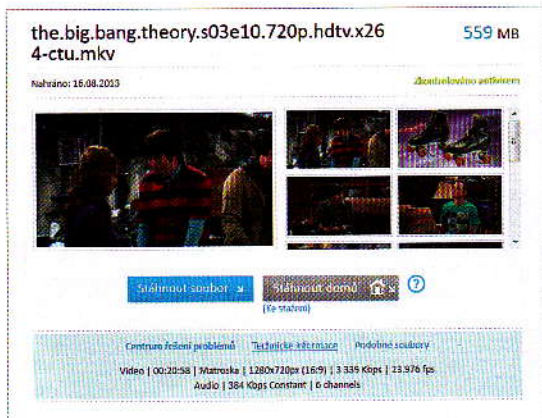 the.big.bang.theory.s03e10.720p.hdtv.x26
4-ctu.mkv
559 MB
Nahráno: 16.08.2013
Zkontrolováno antivirem
Stáhnout soubor
Stáhnout domů
?
(Ke stažení)
Centrum řešení problémů Technické informace Podobné soubory
Video | 00:20:58 | Matroska | 1280x720px (16:9) | 3 339 Kbps | 23.976 fps
Audio | 384 Kbps Constant | 6 channels